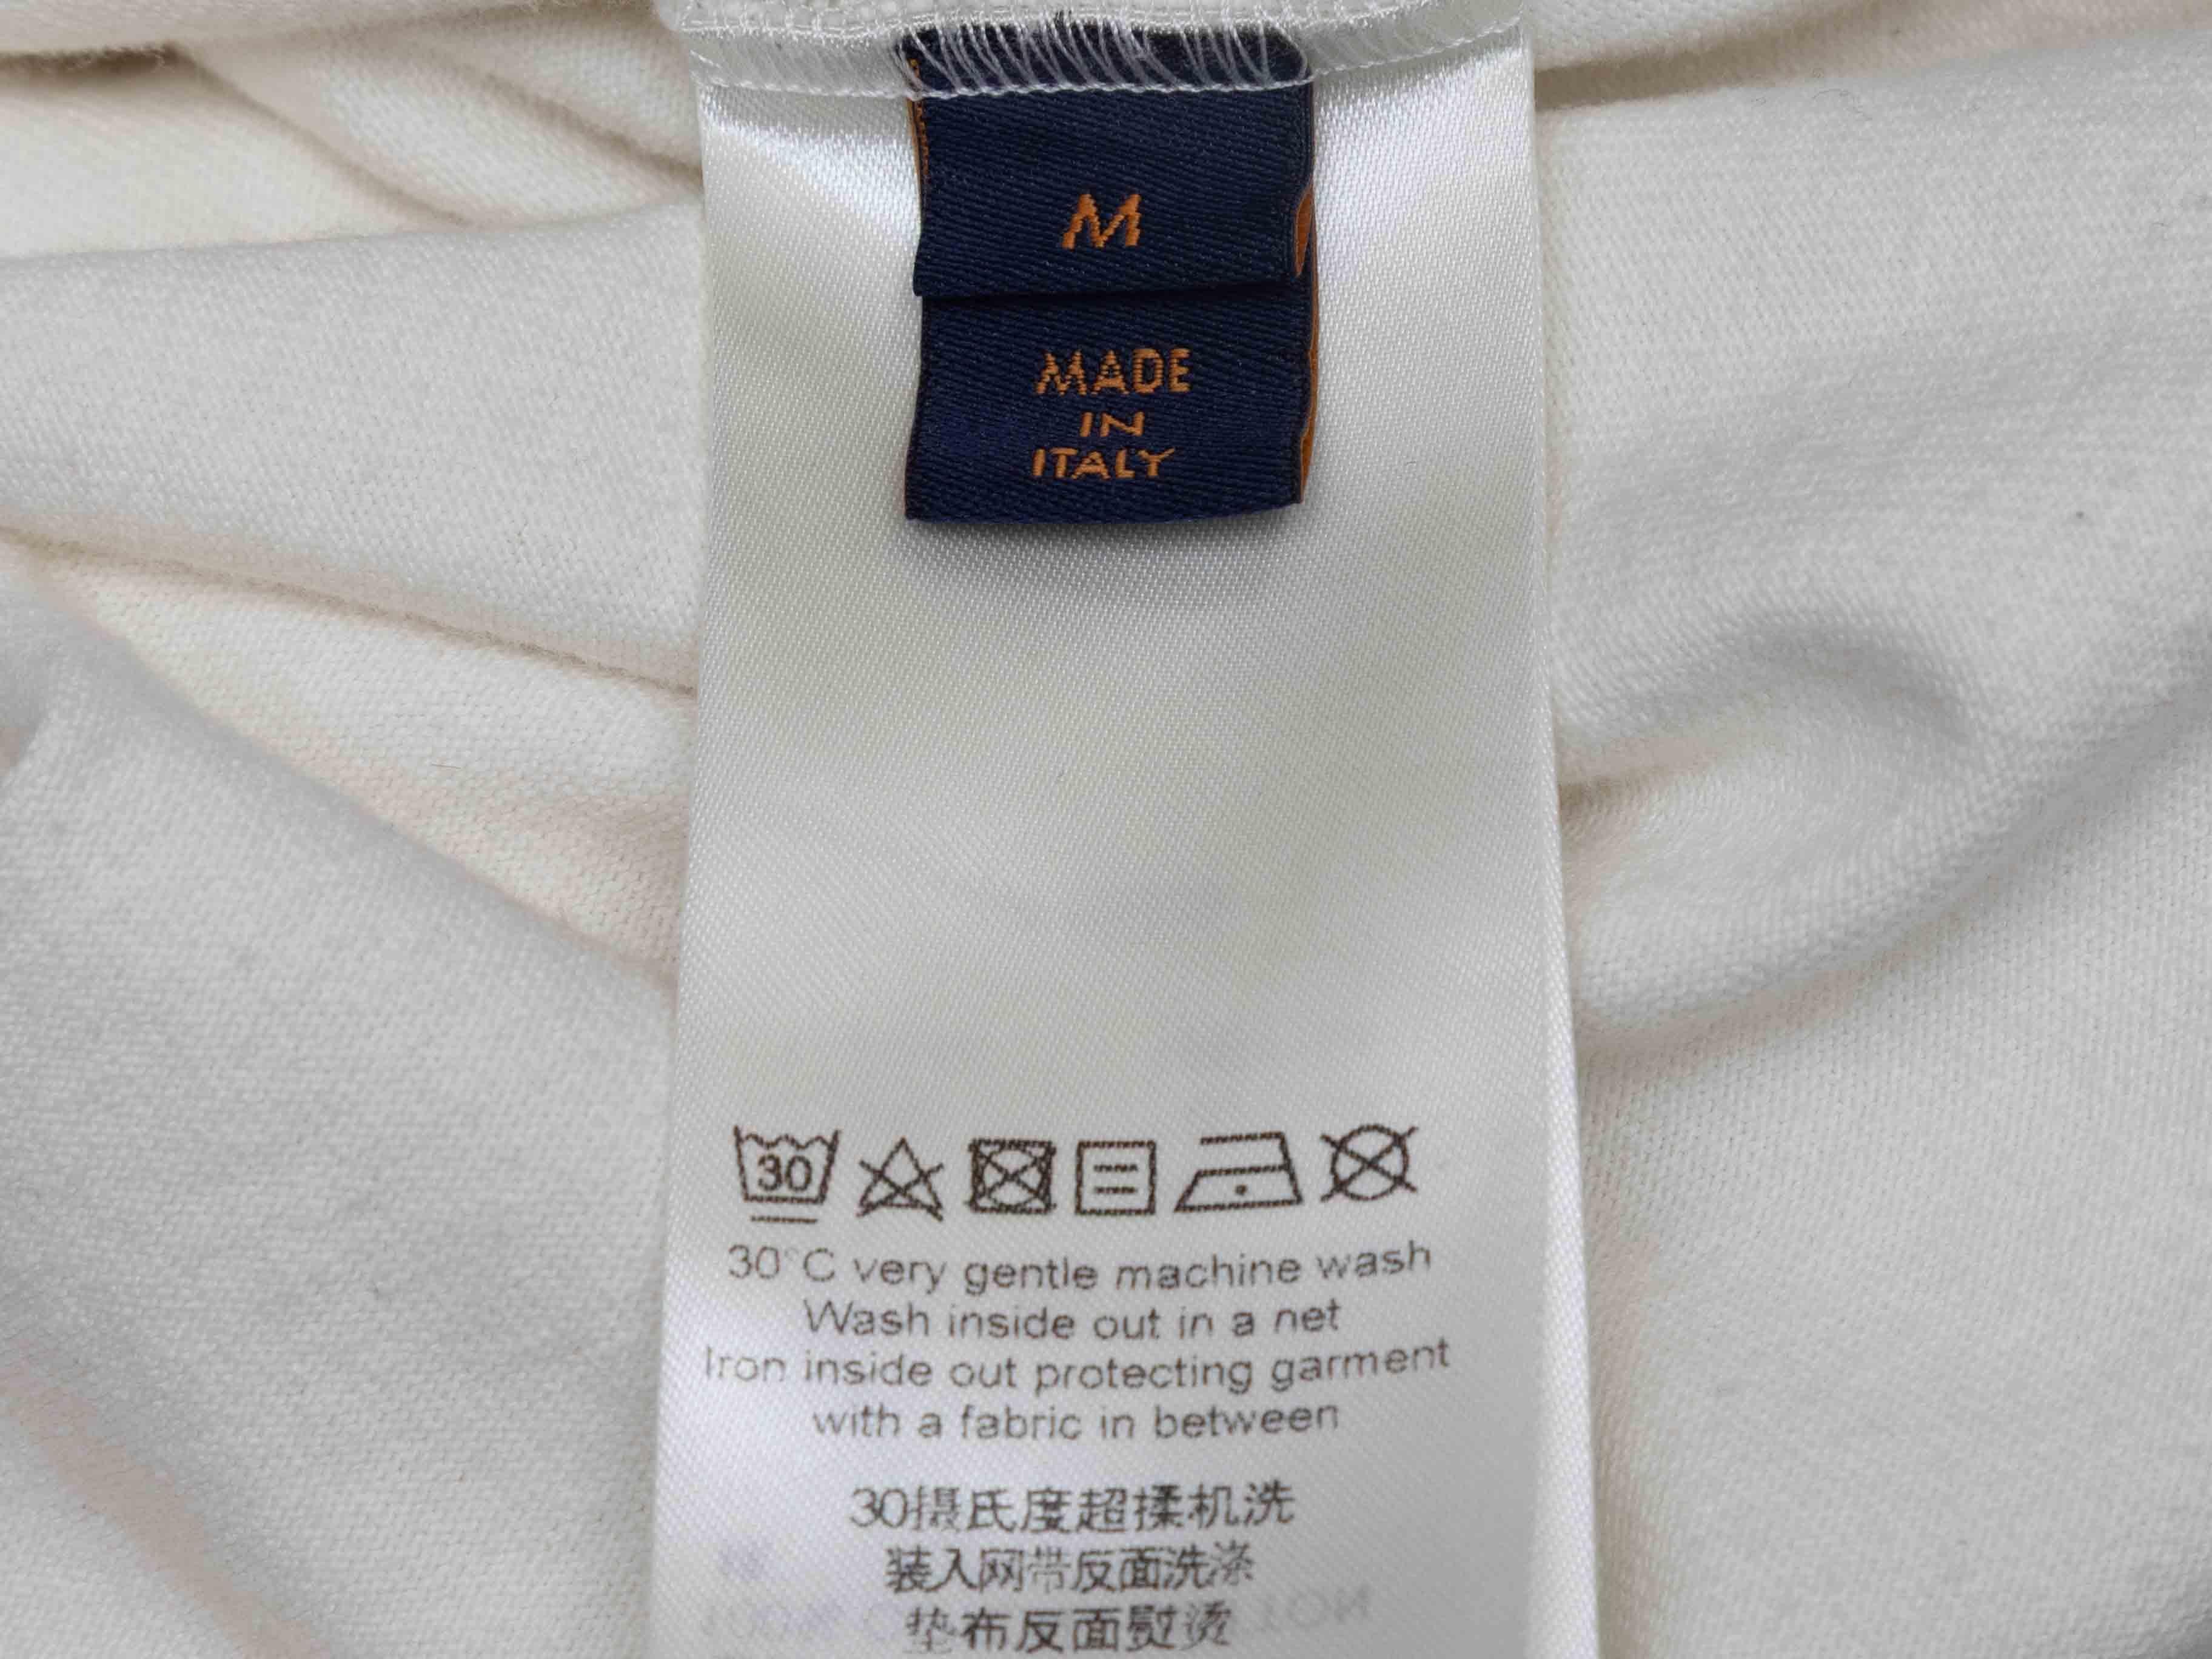 M
MADE
IN
ITALY
30
30°C very gentle machine wash
Wash inside out in a net
Iron inside out protecting garment
with a fabric in between
30摄氏度超揉机洗
装入网带反面洗涤
垫布反面熨烫